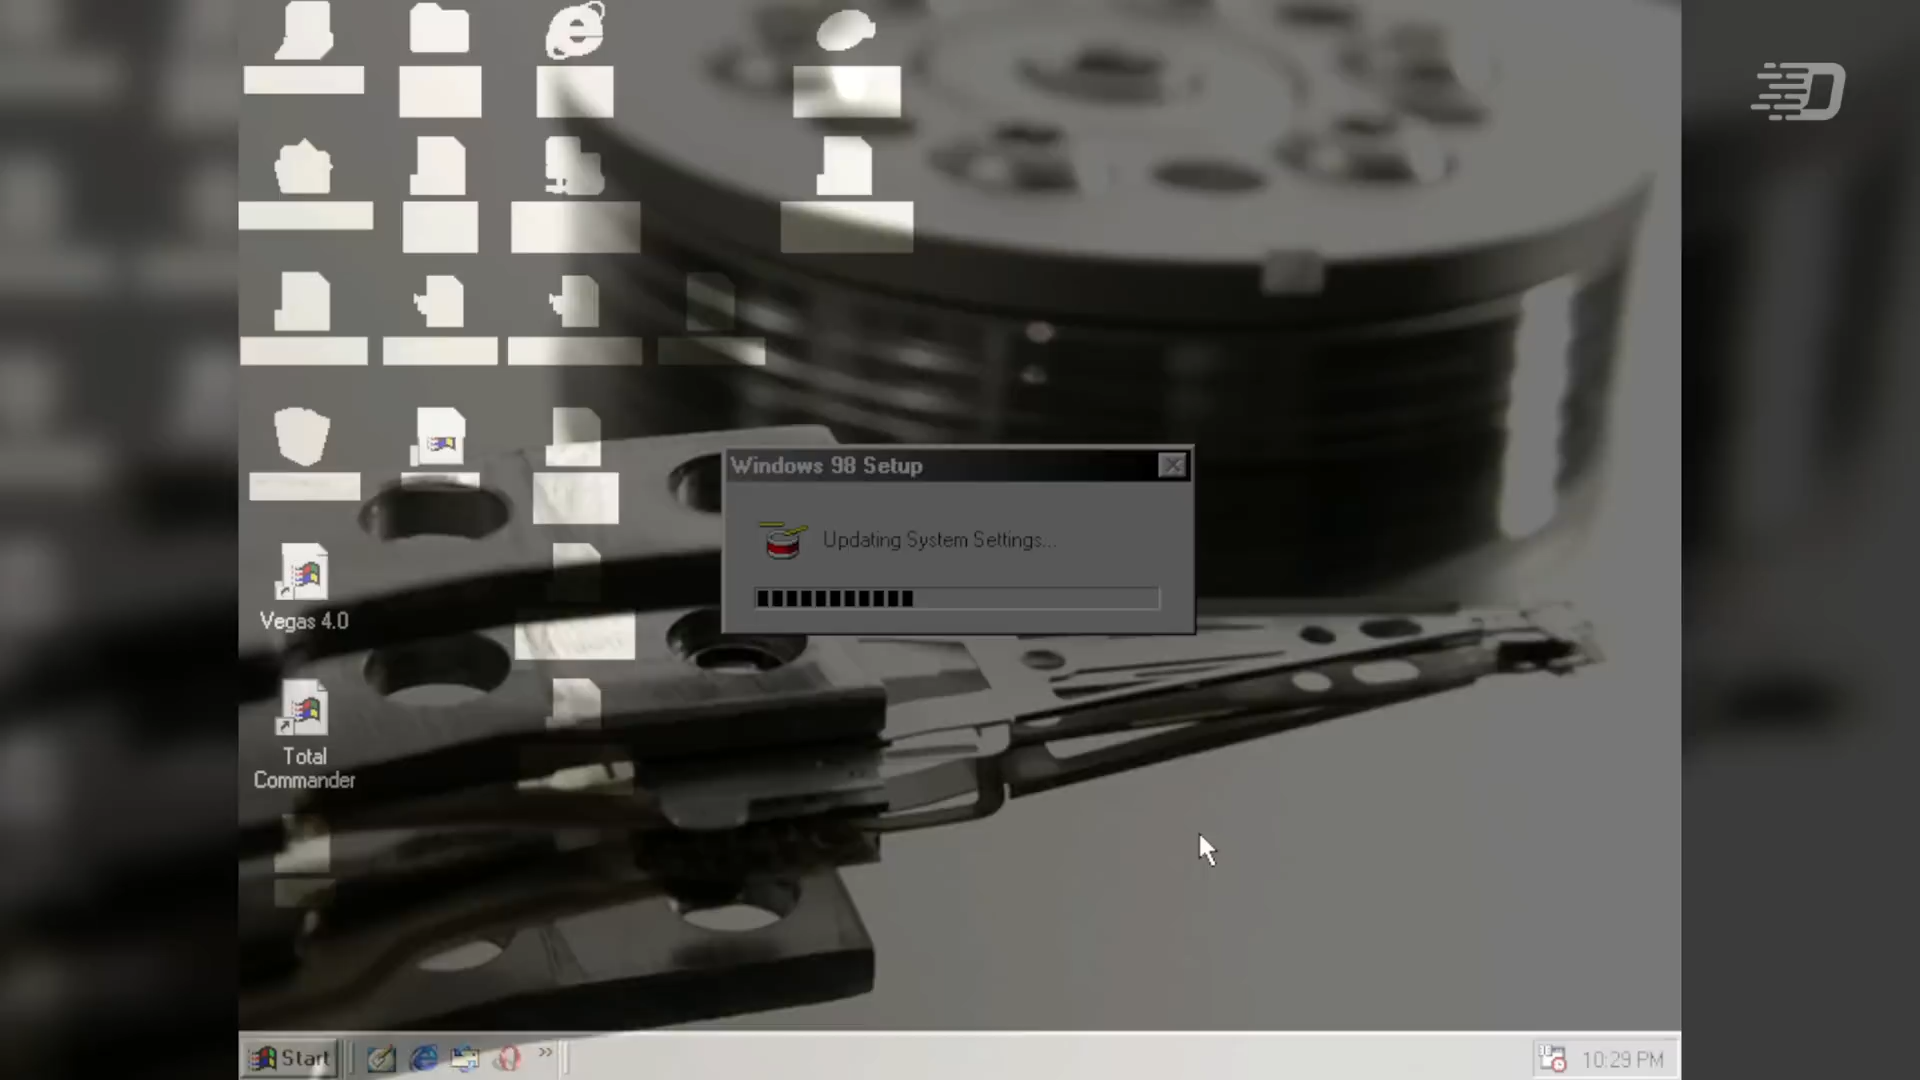 Windows 98 Setup
Updating System Settings...
Vegas 4.0
Total
Commander
Start
10:29 PM